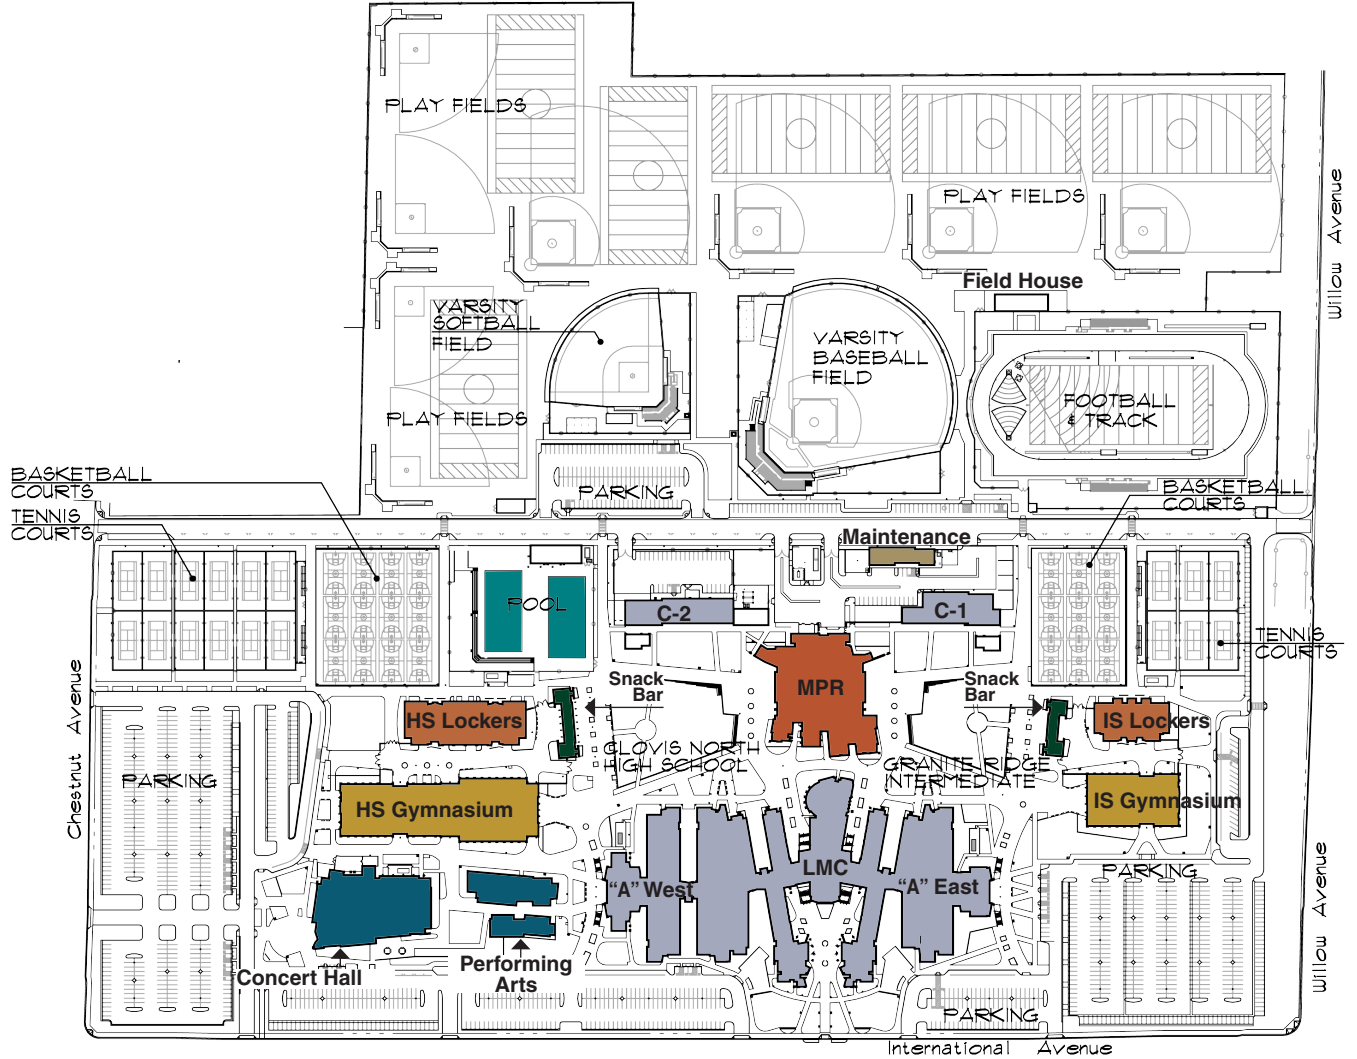 PLAY FIELDS
PLAY FIELDS
Willow Avenue
Field House
VARSITY
SOFTBALL
FIELD
VARSITY
BASEBALL
FIELD
FOOTBALL
& TRACK
PLAY FIELDS
BASKETBALL
COURTS
PARKING
BASKETBALL
COURTS
TENNIS
COURTS
Maintenance
POOL
C-2
C-1
TENNIS
COURTS
Snack
Bar
MPR
Snack
Bar
HS Lockers
IS Lockers
CLOVIS NORTH
HIGH SCHOOL
GRANITE RIDGE
INTERMEDIATE
Chestnut Avenue
PARKING
HS Gymnasium
IS Gymnasium
LMC
PARKING
"A" West
"A" East
Willow Avenue
Concert Hall
Performing
Arts
PARKING
International Avenue